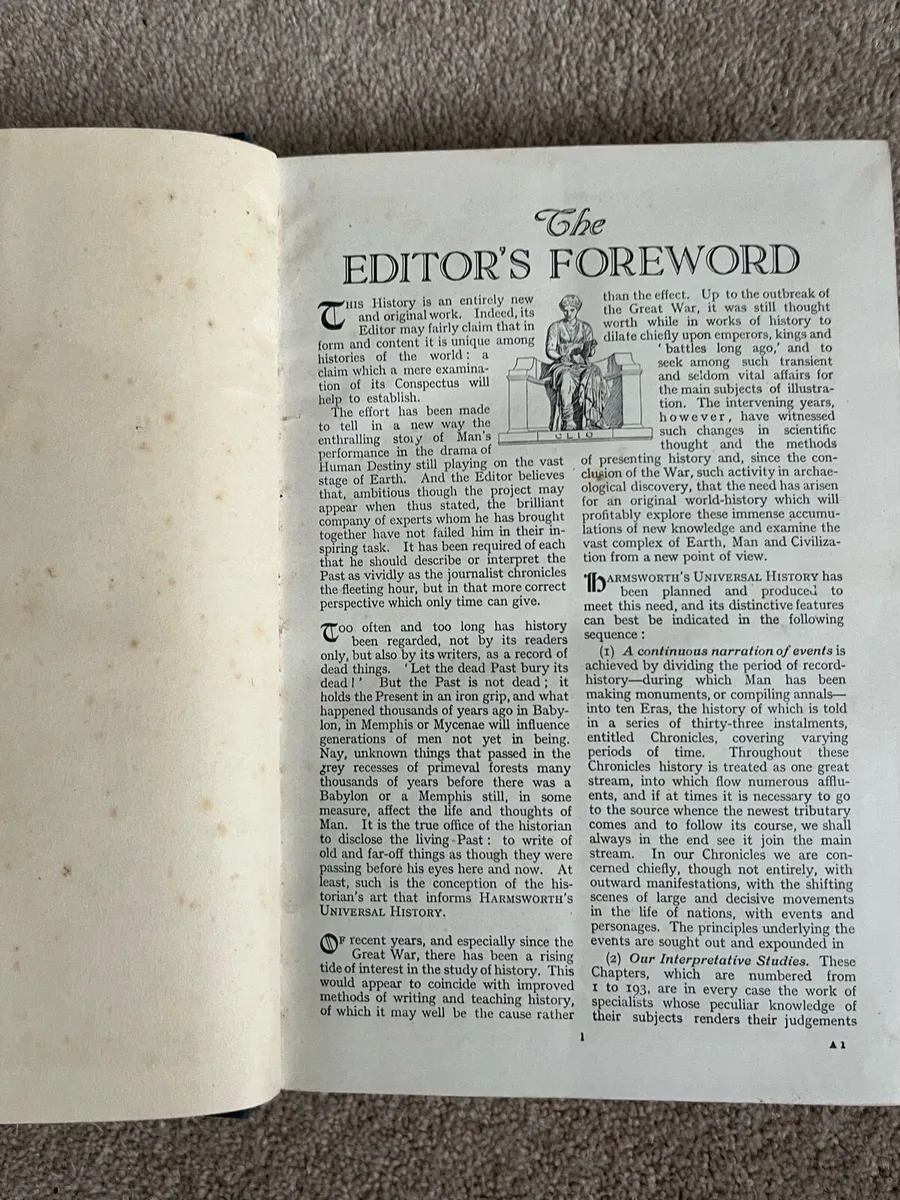 The
EDITOR'S FOREWORD
THIS History is an entirely new
and original work. Indeed, its
Editor may fairly claim that in
form and content it is unique among
histories of the world : a
claim which a mere examina-
tion of its Conspectus will
help to establish.
The effort has been made
to tell in a new way the
enthralling story of Man's
performance in the drama of
Human Destiny still playing on the vast
stage of Earth. And the Editor believes
that, ambitious though the project may
appear when thus stated, the brilliant
company of experts whom he has brought
together have not failed him in their in-
spiring task. It has been required of each
that he should describe or interpret the
Past as vividly as the journalist chronicles
the fleeting hour, but in that more correct
perspective which only time can give.
TOO often and too long has history
been regarded, not by its readers
only, but also by its writers, as a record of
dead things. 'Let the dead Past bury its
dead!' But the Past is not dead ; it
holds the Present in an iron grip, and what
happened thousands of years ago in Baby-
lon, in Memphis or Mycenae will influence
generations of men not yet in being.
Nay, unknown things that passed in the
grey recesses of primeval forests many
thousands of years before there was a
Babylon or a Memphis still, in some
measure, affect the life and thoughts of
Man. It is the true office of the historian
to disclose the living Past : to write of
old and far-off things as though they were
passing before his eyes here and now. At
least, such is the conception of the his-
torian's art that informs HARMSWORTH'S
UNIVERSAL HISTORY.
OF recent years, and especially since the
Great War, there has been a rising
tide of interest in the study of history. This
would appear to coincide with improved
methods of writing and teaching history,
of which it may well be the cause rather
CLIO
than the effect. Up to the outbreak of
the Great War, it was still thought
worth while in works of history to
dilate chiefly upon emperors, kings and
'battles long ago,' and to
seek among such transient
and seldom vital affairs for
the main subjects of illustra-
tion. The intervening years,
however, have witnessed
such changes in scientific
thought and the methods
of presenting history and, since the con-
clusion of the War, such activity in archae-
ological discovery, that the need has arisen
for an original world-history which will
profitably explore these immense accumu-
lations of new knowledge and examine the
vast complex of Earth, Man and Civiliza-
tion from a new point of view.
HARMSWORTH'S UNIVERSAL HISTORY has
been planned and produced to
meet this need, and its distinctive features
can best be indicated in the following
sequence :
(1) A continuous narration of events is
achieved by dividing the period of record-
history—during which Man has been
making monuments, or compiling annals—
into ten Eras, the history of which is told
in a series of thirty-three instalments,
entitled Chronicles, covering varying
periods of time. Throughout these
Chronicles history is treated as one great
stream, into which flow numerous afflu-
ents, and if at times it is necessary to go
to the source whence the newest tributary
comes and to follow its course, we shall
always in the end see it join the main
stream. In our Chronicles we are con-
cerned chiefly, though not entirely, with
outward manifestations, with the shifting
scenes of large and decisive movements
in the life of nations, with events and
personages. The principles underlying the
events are sought out and expounded in
(2) Our Interpretative Studies. These
Chapters, which are numbered from
1 to 193, are in every case the work of
specialists whose peculiar knowledge of
their subjects renders their judgements
1
▲ 1